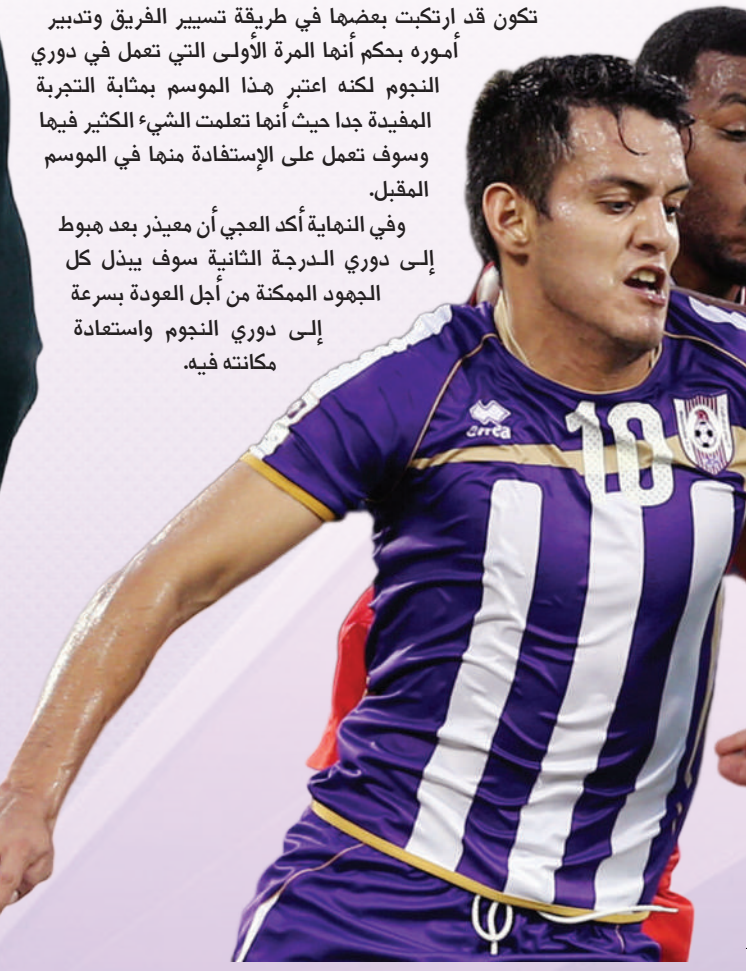 تكون قد ارتكبت بعضها في طريقة تسيير الفريق وتدبير
أموره بحكم أنها المرة الأولى التي تعمل في دوري
النجوم لكنه اعتبر هذا الموسم بمثابة التجربة
المفيدة جدا حيث أنها تعلمت الشيء الكثير فيها
وسوف تعمل على الإستفادة منها في الموسم
المقبل.
وفي النهاية أكد العجي أن معيذر بعد هبوط
إلى دوري الدرجة الثانية سوف يبذل كل
الجهود الممكنة من أجل العودة بسرعة
إلى دوري النجوم واستعادة
مكانته فيه.
errea
10